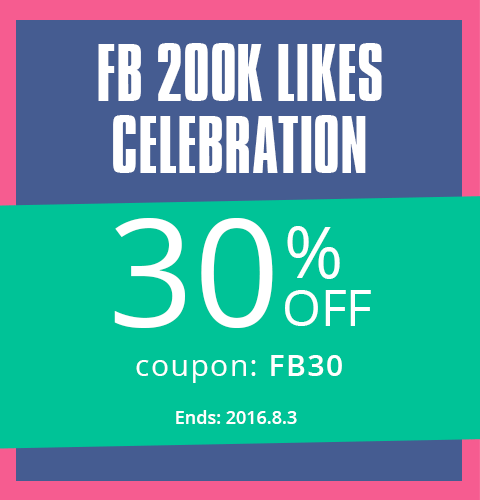 FB 200K LIKES
CELEBRATION
30%
OFF
coupon: FB30
Ends: 2016.8.3